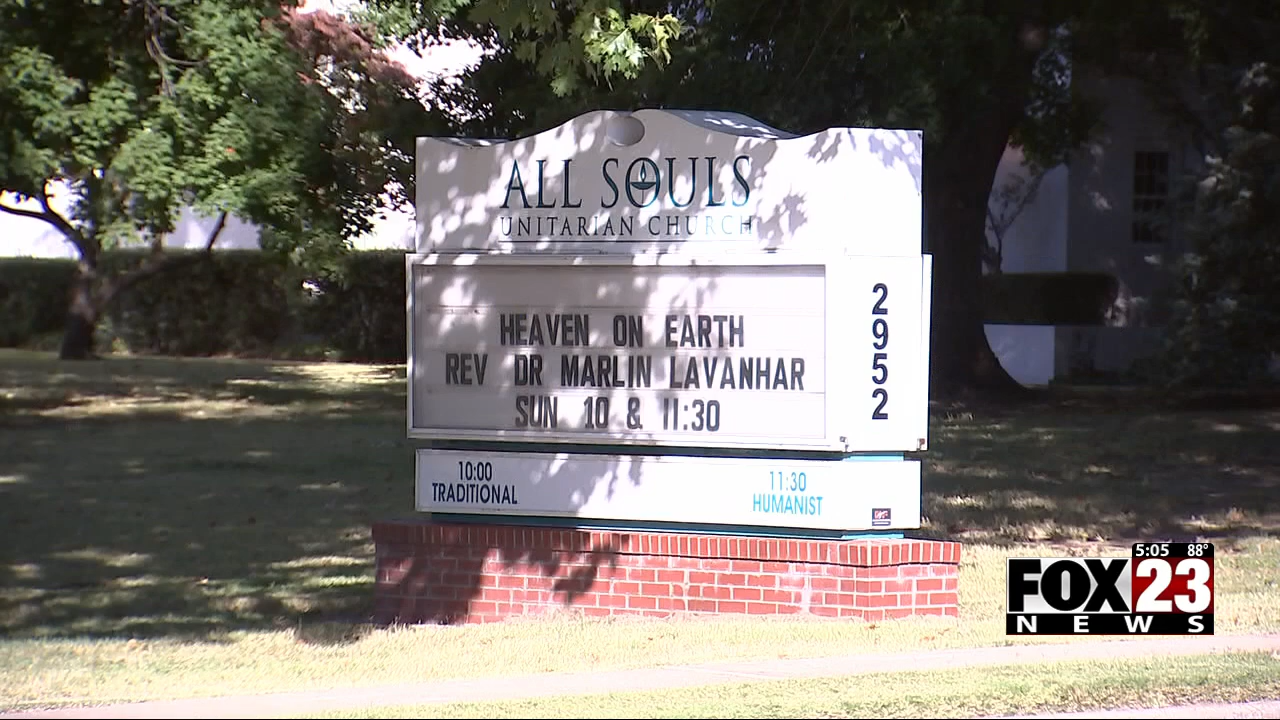 ALL SOULS
UNITARIAN CHURCH
HEAVEN ON EARTH
REV DR MARLIN LAVANHAR
SUN 10 & 11:30
2952
10:00
TRADITIONAL
11:30
HUMANIST
5:05 88°
FOX23
NEWS